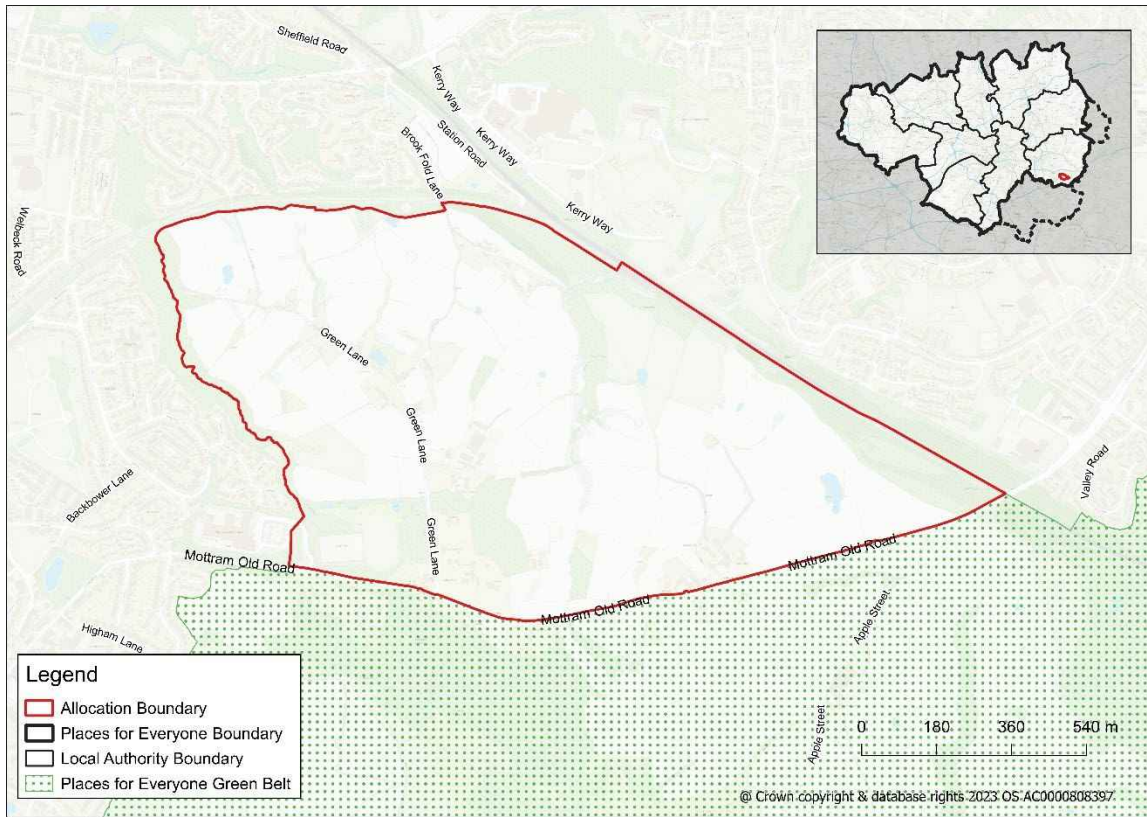 Sheffield Road
Kerry Way
Kerry Way
Station Road
Brook Fold Lane
Kerry Way
Welbeck Road
Green Lane
Green Lane
Valley Road
Backbower Lane
Green Lane
Mottram Old Road
Mottram Old Road
Mottram Old Road
Apple Street
Higham Lane
Apple Street
Legend
Allocation Boundary
Places for Everyone Boundary
Local Authority Boundary
Places for Everyone Green Belt
0 180 360 540 m
@ Crown copyright & database rights 2023 OS AC0000808397